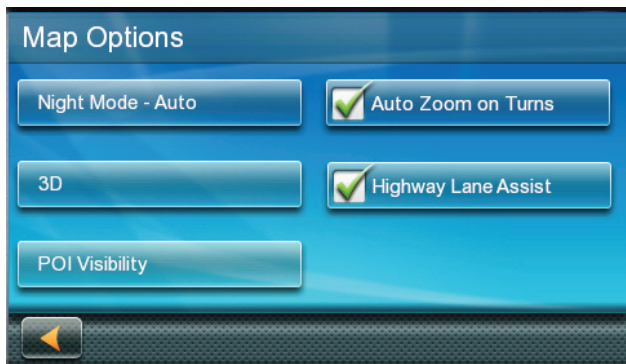 Map Options
Night Mode - Auto
Auto Zoom on Turns
3D
Highway Lane Assist
POI Visibility